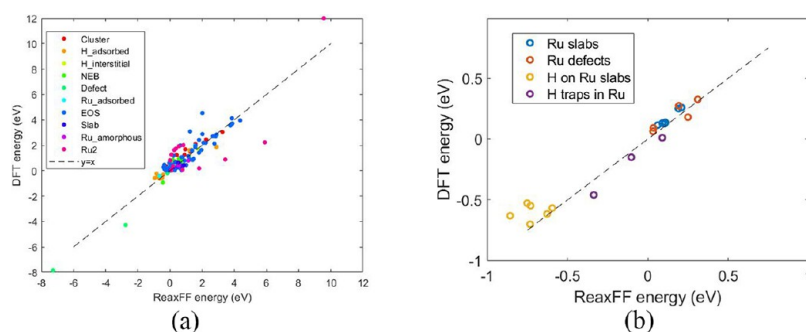 12
10
8
6
4
2
0
-2
-4
-6
-8
-8 -6 -4 -2 0 2 4 6 8 10 12
DFT energy (eV)
ReaxFF energy (eV)
Cluster
H_adsorbed
H_interstitial
NEB
Defect
Ru_adsorbed
EOS
Slab
Ru_amorphous
Ru2
y=x
(a)
0.5
0
-0.5
-1
-1 -0.5 0 0.5
DFT energy (eV)
ReaxFF energy (eV)
Ru slabs
Ru defects
H on Ru slabs
H traps in Ru
(b)